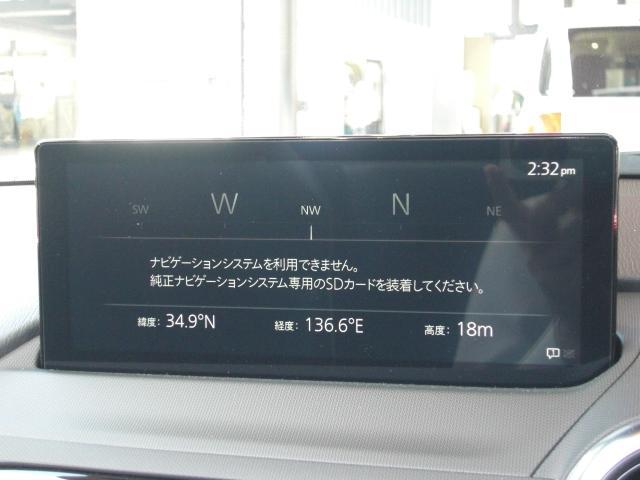 2:32pm
SW W NW N NE
ナビゲーションシステムを利用できません。
純正ナビゲーションシステム専用のSDカードを装着してください。
緯度: 34.9°N 経度: 136.6°E 高度: 18m